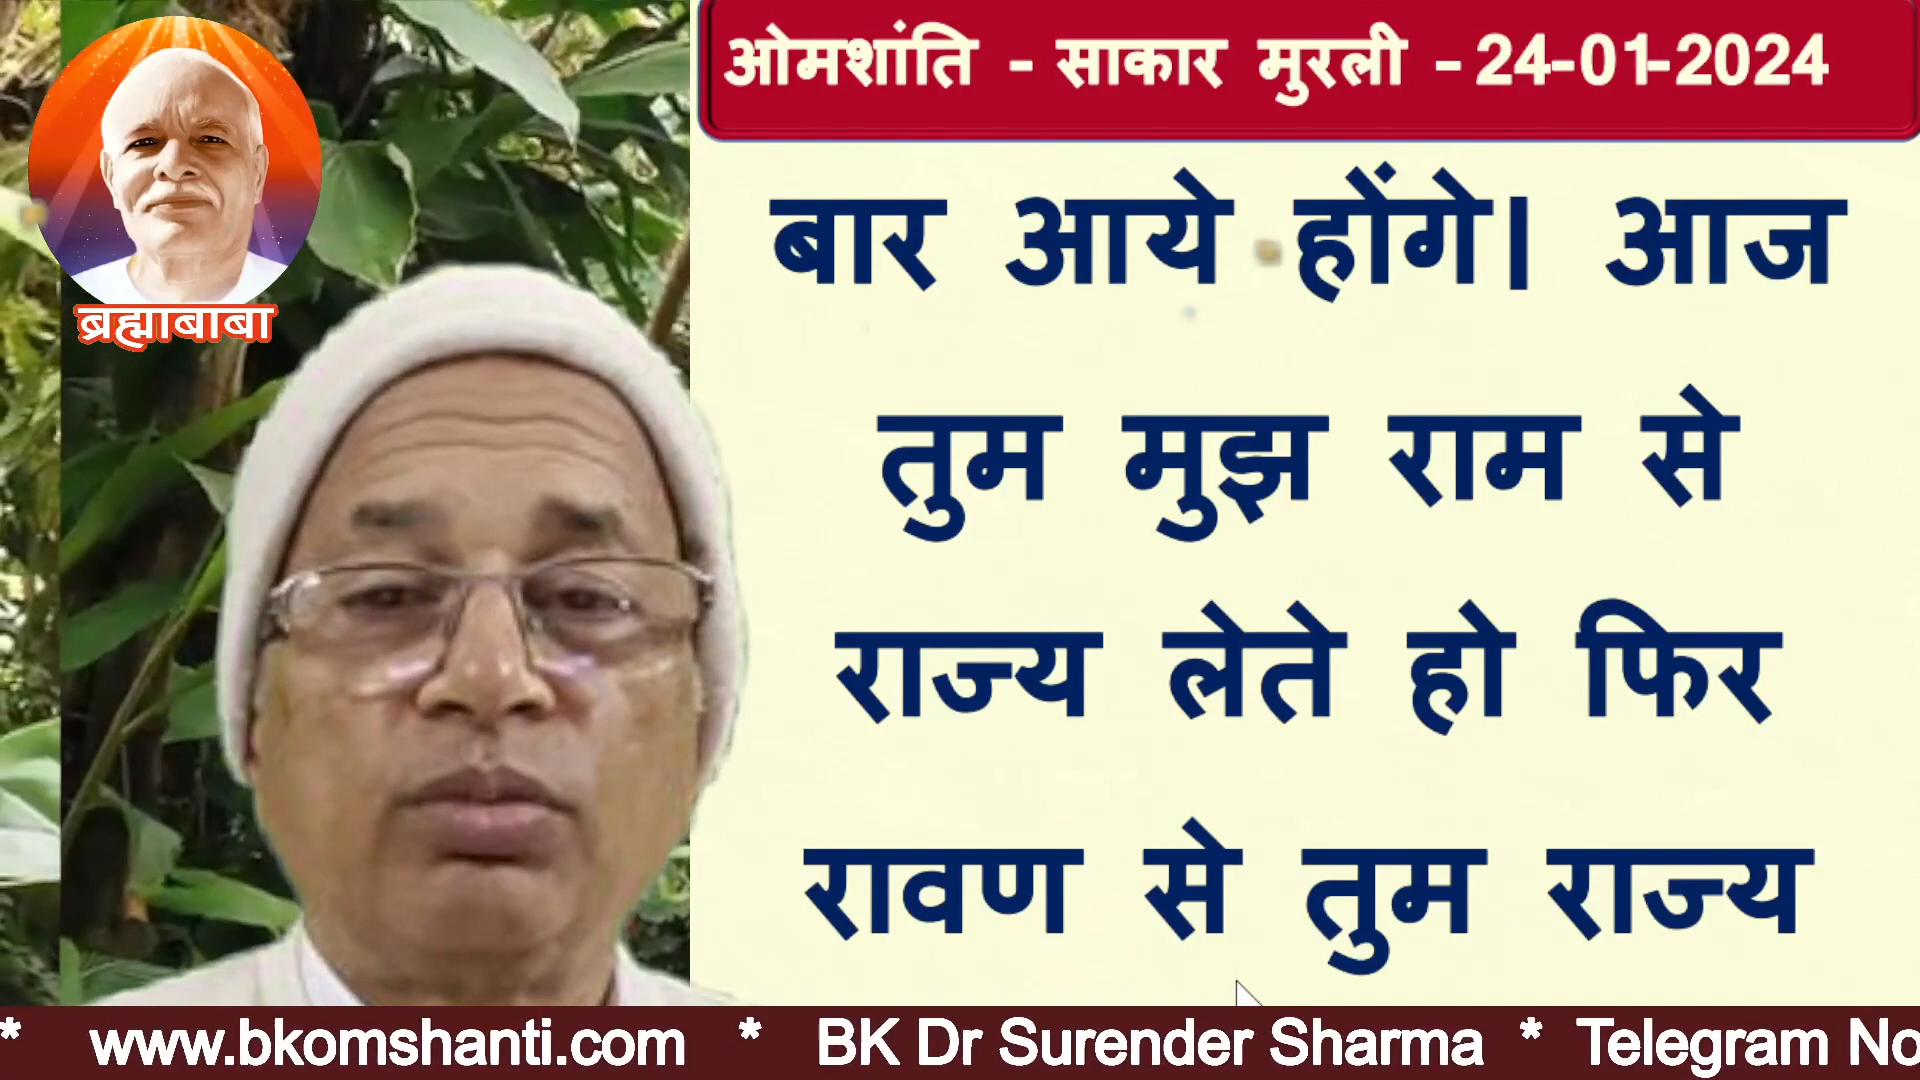 ओमशांति - साकार मुरली - 24-01-2024
ब्रह्माबाबा
बार आये होंगे। आज
तुम मुझ राम से
राज्य लेते हो फिर
रावण से तुम राज्य
* www.bkomshanti.com * BK Dr Surender Sharma * Telegram No